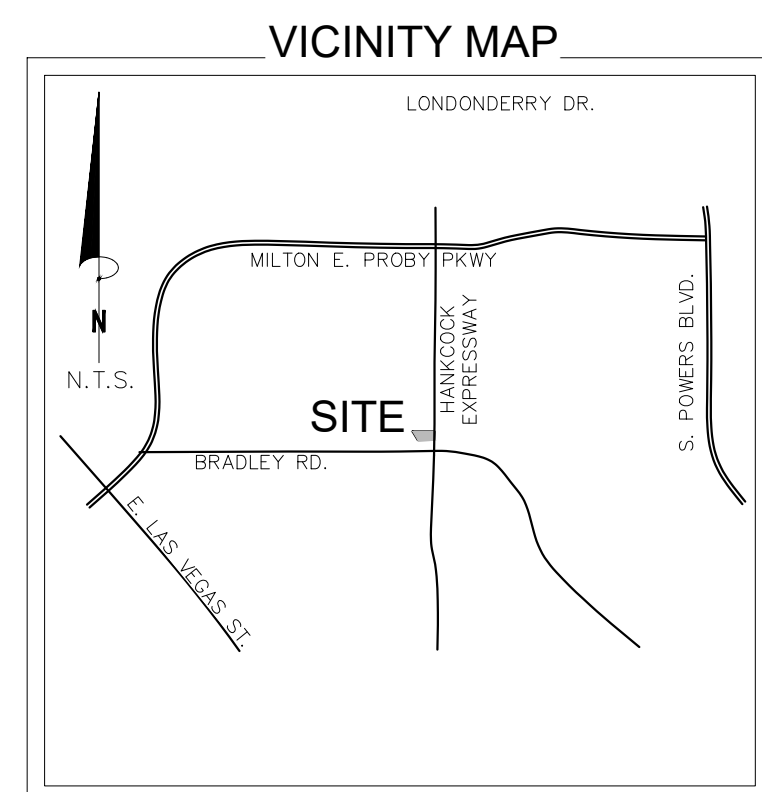 VICINITY MAP
LONDONDERRY DR.
MILTON E. PROBY PKWY
HANKCOCK
EXPRESSWAY
S. POWERS BLVD.
N
N.T.S.
SITE
BRADLEY RD.
E. LAS VEGAS ST.